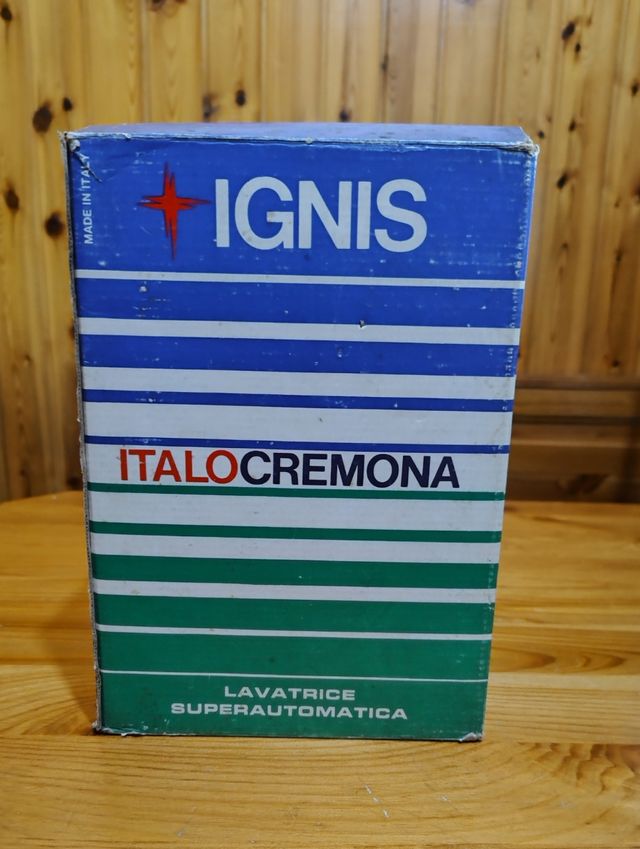 MADE IN ITALY
IGNIS
ITALOCREMONA
LAVATRICE
SUPERAUTOMATICA